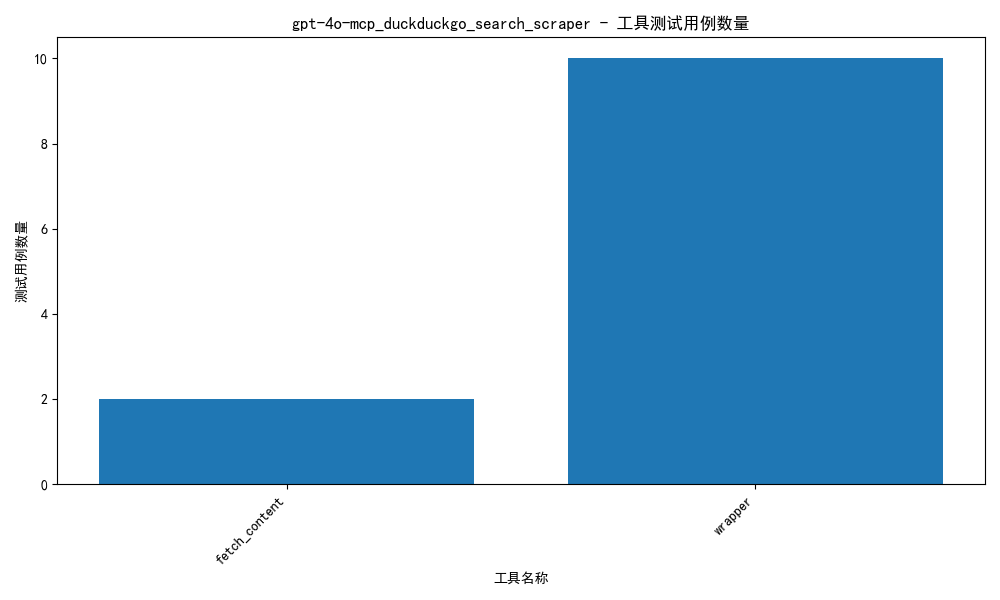 gpt-4o-mcp_duckduckgo_search_scraper - 工具测试用例数量
测试用例数量
10
8
6
4
2
0
fetch_content
wrapper
工具名称